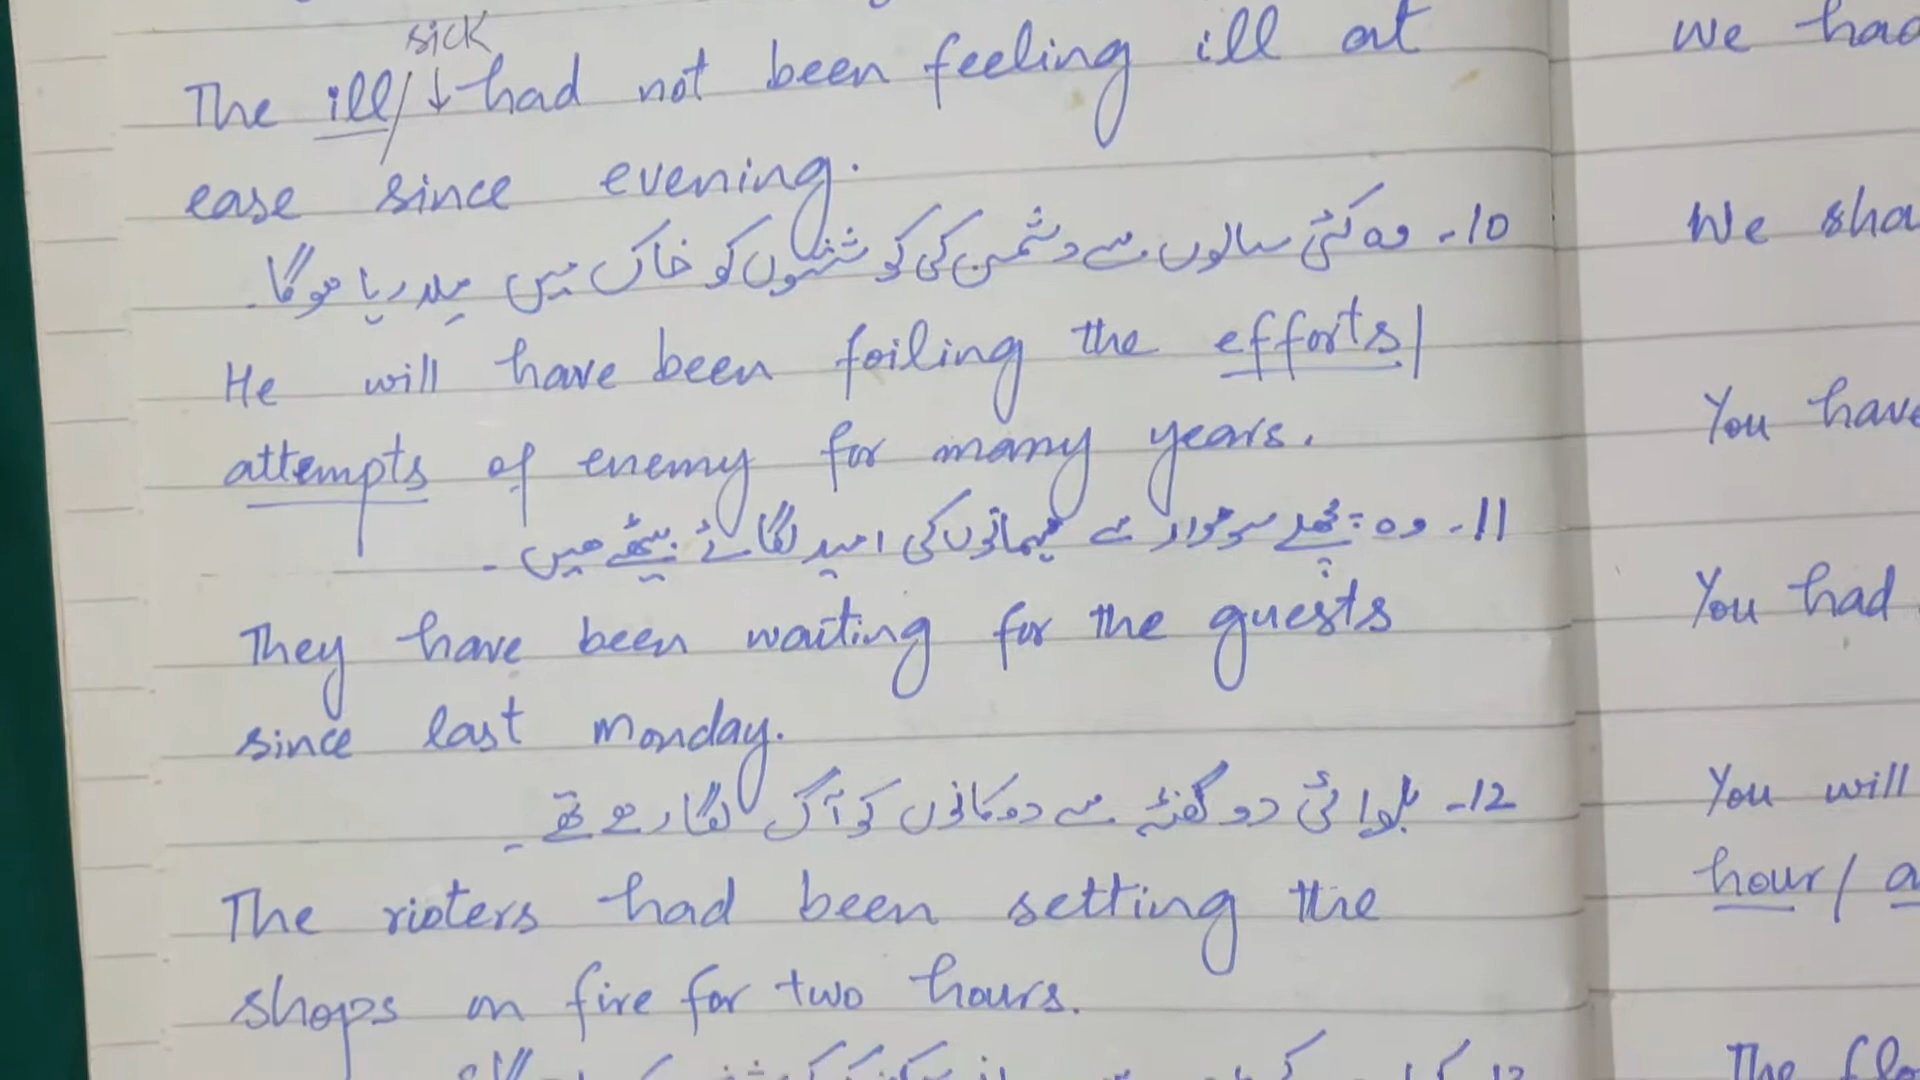 sick
The ill/↓ had not been feeling ill at
ease since evening.
10- وہ کئی سالوں سے دشمن کی کوششوں کو خاک میں ملا رہا ہوگا۔
He will have been foiling the efforts/
attempts of enemy for many years.
11- وہ پچھلے سوموار سے مہمانوں کی امید لگائے بیٹھے ہیں۔
They have been waiting for the guests
since last Monday.
12- بلوائی دو گھنٹہ سے دوکانوں کو آگ لگا رہے تھے۔
The rioters had been setting the
shops on fire for two hours.
We had
We sha
You have
You had
You will
hour/ a
The flo